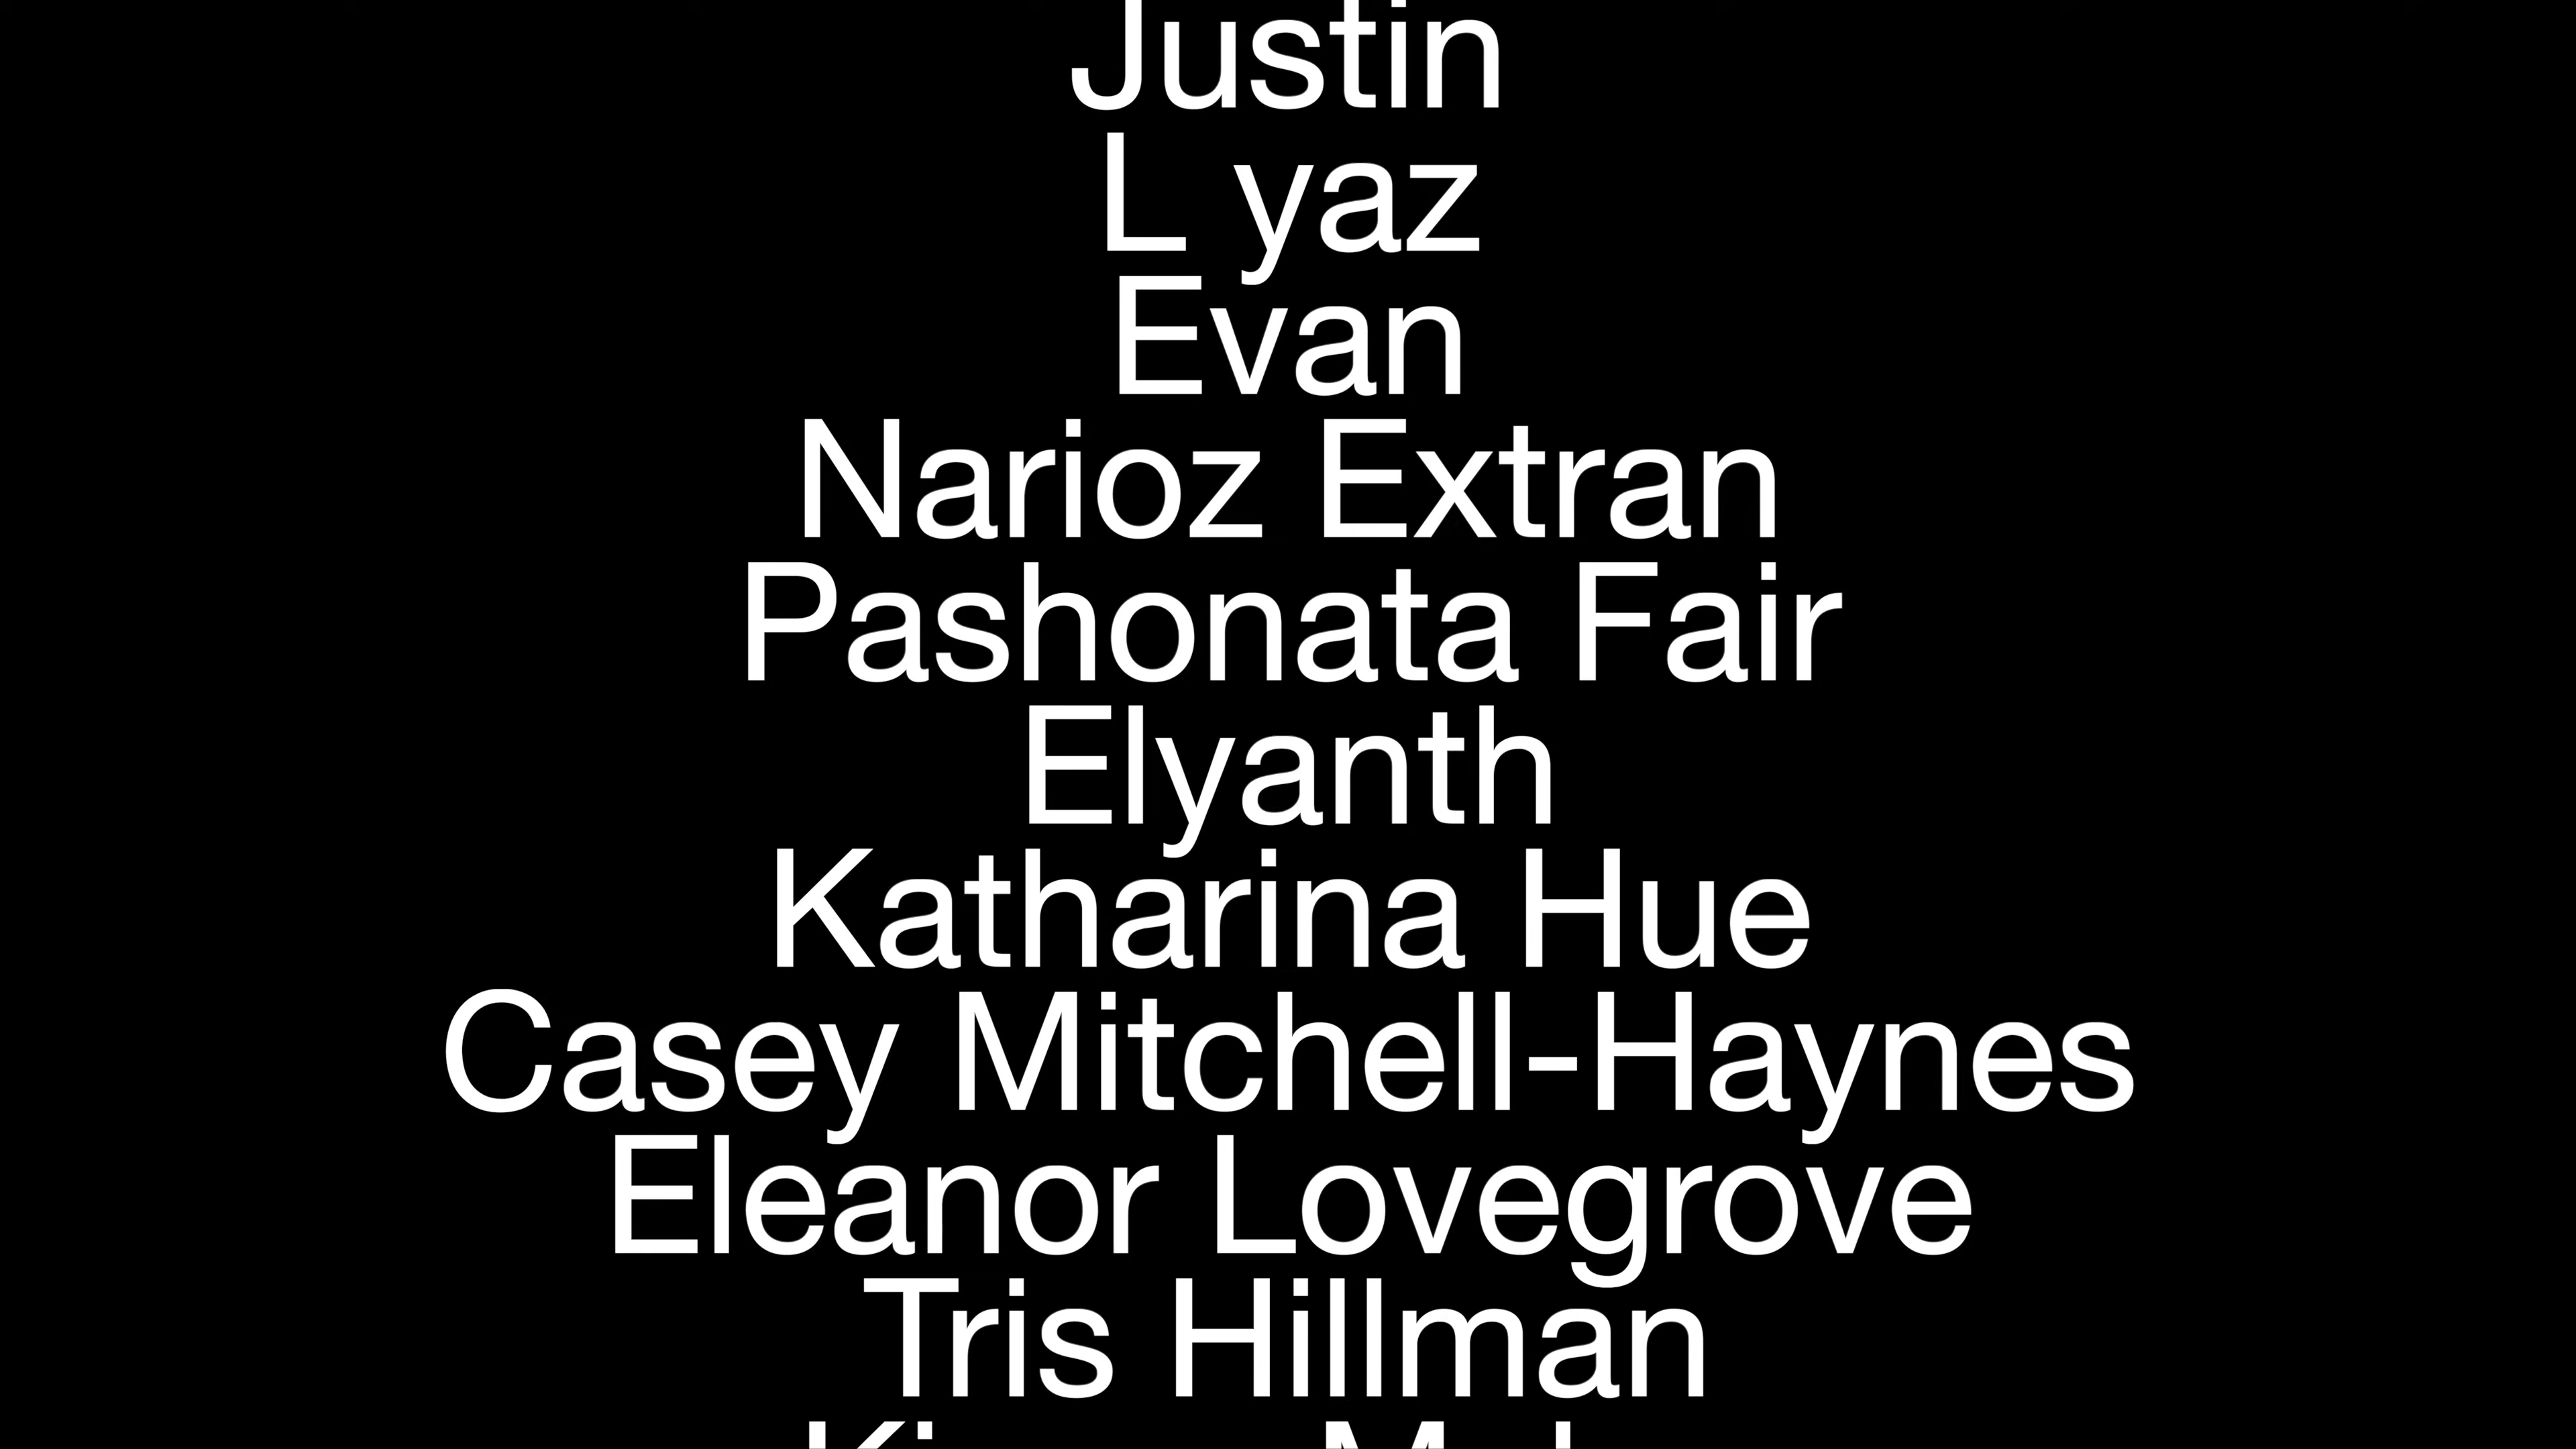 Justin
L yaz
Evan
Narioz Extran
Pashonata Fair
Elyanth
Katharina Hue
Casey Mitchell-Haynes
Eleanor Lovegrove
Tris Hillman